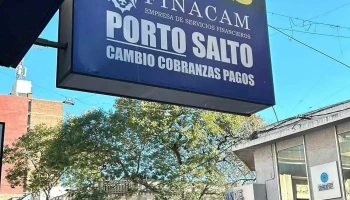 FINACAM
EMPRESA DE SERVICIOS FINANCIEROS
PORTO SALTO
CAMBIO COBRANZAS PAGOS